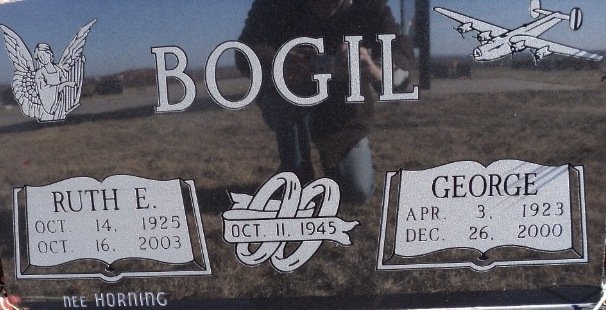 BOGIL
RUTH E.
OCT. 14, 1925
OCT. 16, 2003
OCT. 11, 1945
GEORGE
APR. 3, 1923
DEC. 26, 2000
NEE HORNING